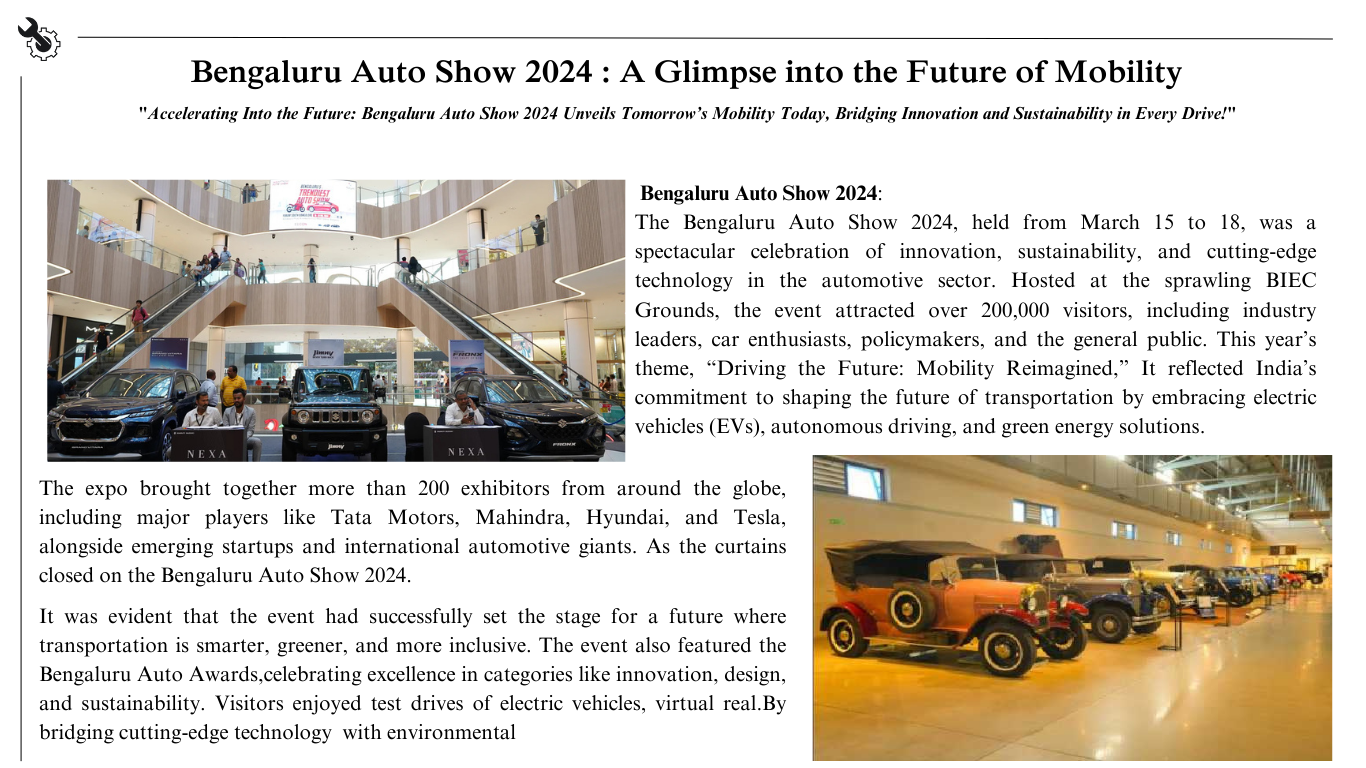 Bengaluru Auto Show 2024 : A Glimpse into the Future of Mobility
"Accelerating Into the Future: Bengaluru Auto Show 2024 Unveils Tomorrow's Mobility Today, Bridging Innovation and Sustainability in Every Drive!"
BENGALURU'S
TRENDIEST
AUTO SHOW
Jimny
FRONX
NEXA
Jimny
NEXA
FRONX
Bengaluru Auto Show 2024:
The Bengaluru Auto Show 2024, held from March 15 to 18, was a
spectacular celebration of innovation, sustainability, and cutting-edge
technology in the automotive sector. Hosted at the sprawling BIEC
Grounds, the event attracted over 200,000 visitors, including industry
leaders, car enthusiasts, policymakers, and the general public. This year's
theme, “Driving the Future: Mobility Reimagined,” It reflected India's
commitment to shaping the future of transportation by embracing electric
vehicles (EVs), autonomous driving, and green energy solutions.
The expo brought together more than 200 exhibitors from around the globe,
including major players like Tata Motors, Mahindra, Hyundai, and Tesla,
alongside emerging startups and international automotive giants. As the curtains
closed on the Bengaluru Auto Show 2024.
It was evident that the event had successfully set the stage for a future where
transportation is smarter, greener, and more inclusive. The event also featured the
Bengaluru Auto Awards,celebrating excellence in categories like innovation, design,
and sustainability. Visitors enjoyed test drives of electric vehicles, virtual real.By
bridging cutting-edge technology with environmental